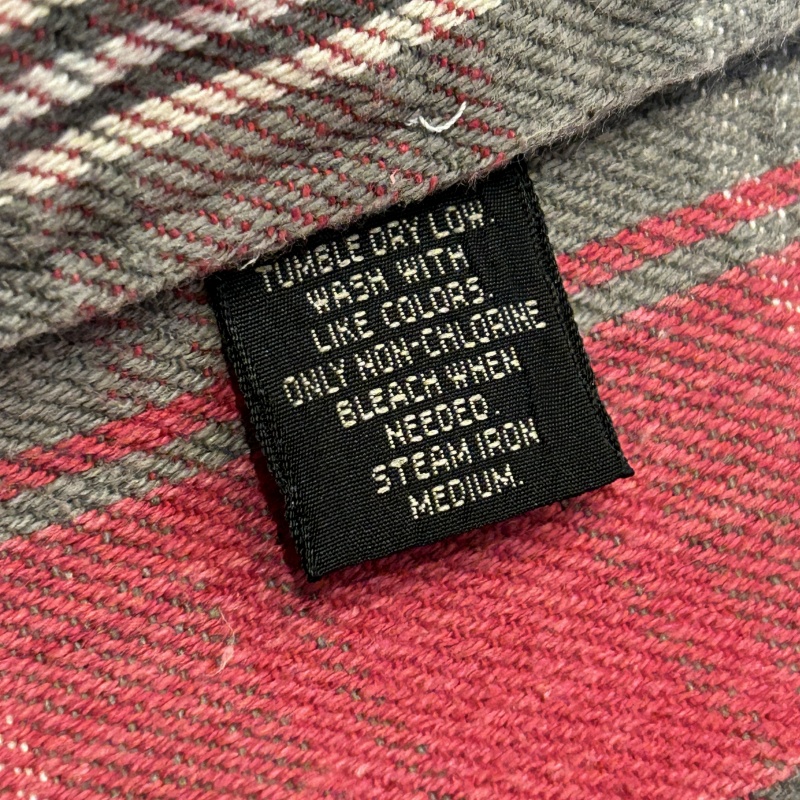 TUMBLE DRY LOW.
WASH WITH
LIKE COLORS.
ONLY NON-CHLORINE
BLEACH WHEN
NEEDED.
STEAM IRON
MEDIUM.